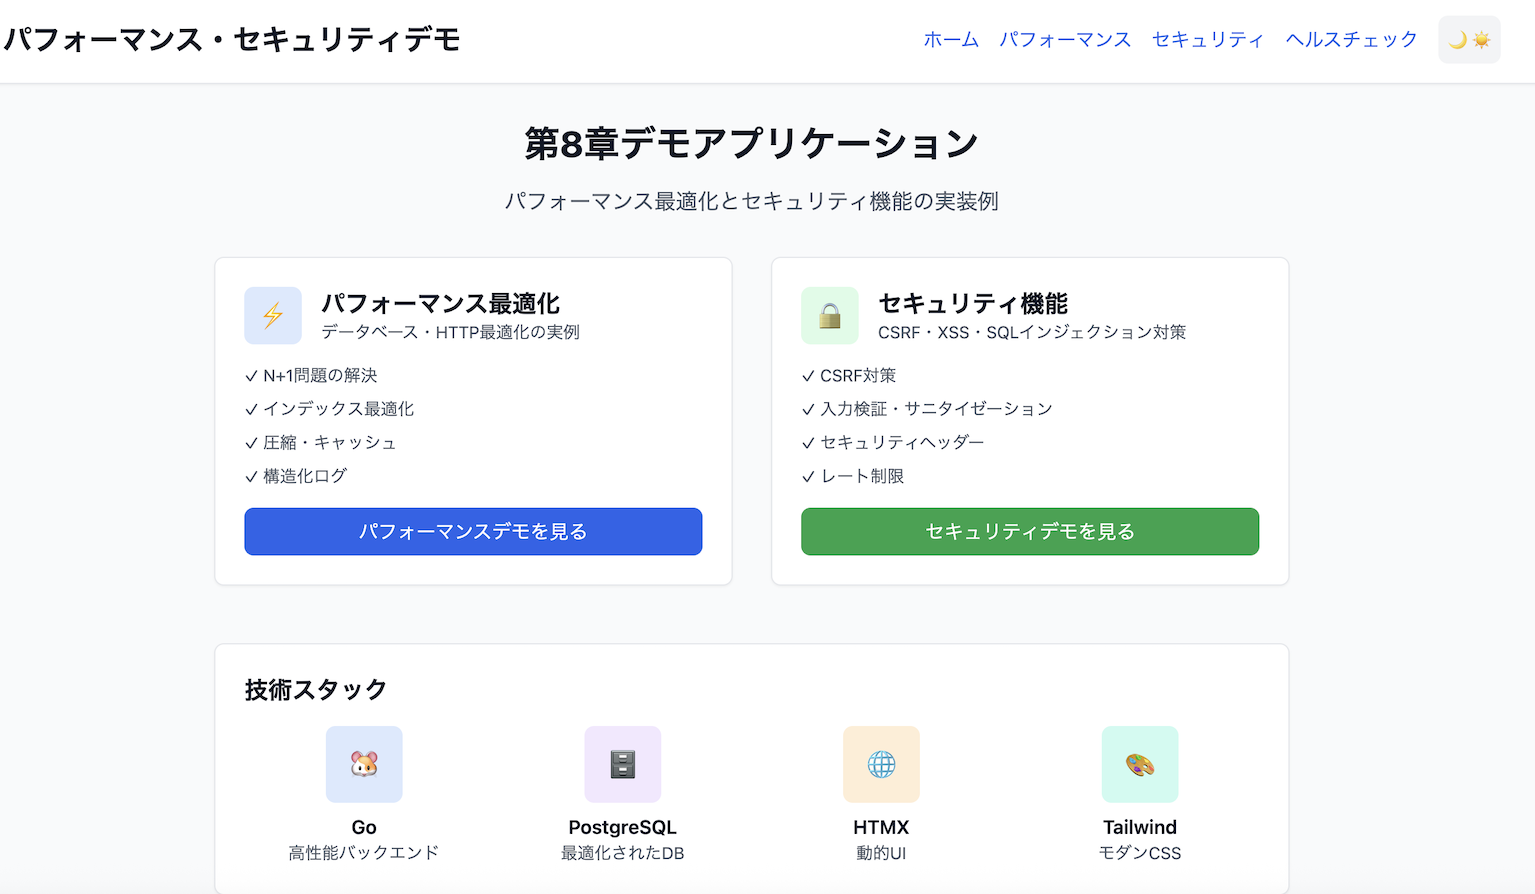 パフォーマンス・セキュリティデモ
ホーム パフォーマンス セキュリティ ヘルスチェック
第8章デモアプリケーション
パフォーマンス最適化とセキュリティ機能の実装例
パフォーマンス最適化
データベース・HTTP最適化の実例
✓ N+1問題の解決
✓ インデックス最適化
✓ 圧縮・キャッシュ
✓ 構造化ログ
パフォーマンスデモを見る
セキュリティ機能
CSRF・XSS・SQLインジェクション対策
✓ CSRF対策
✓ 入力検証・サニタイゼーション
✓ セキュリティヘッダー
✓ レート制限
セキュリティデモを見る
技術スタック
Go
高性能バックエンド
PostgreSQL
最適化されたDB
HTMX
動的UI
Tailwind
モダンCSS